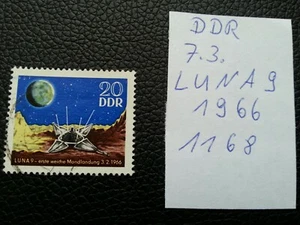 20
DDR
LUNA 9 - erste weiche Mondlandung 3.2.1966
DDR
7.3.
LUNA 9
1966
1168